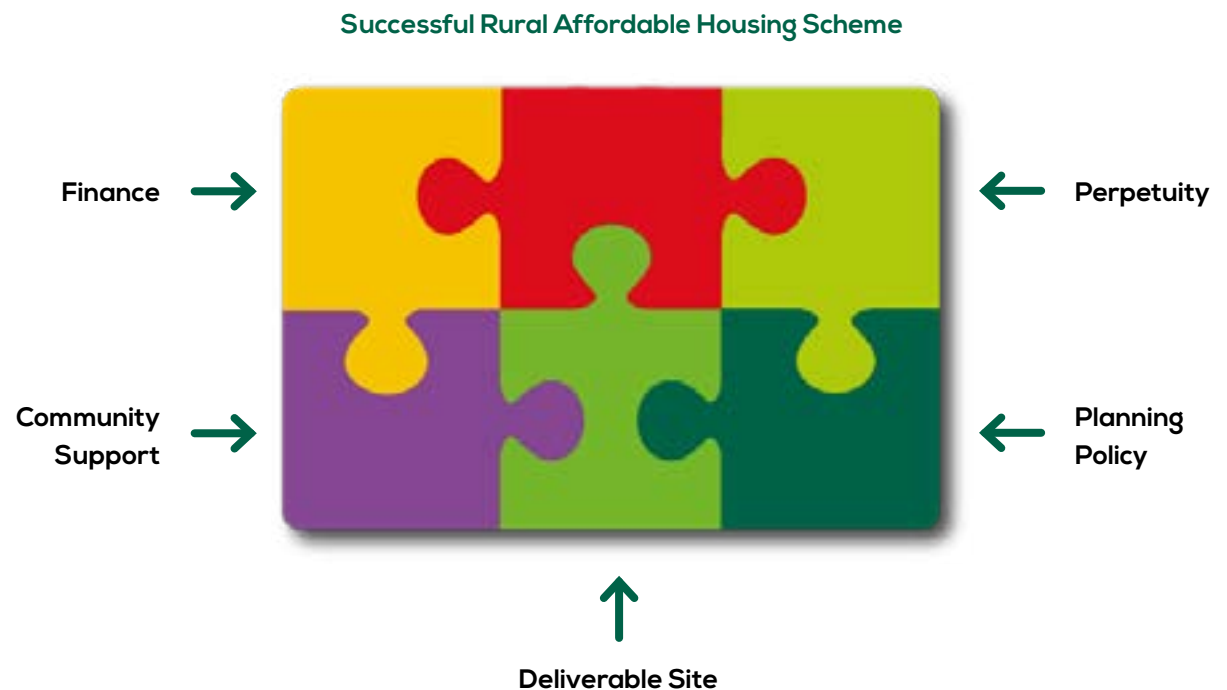 Successful Rural Affordable Housing Scheme
Finance
Perpetuity
Community
Support
Planning
Policy
Deliverable Site